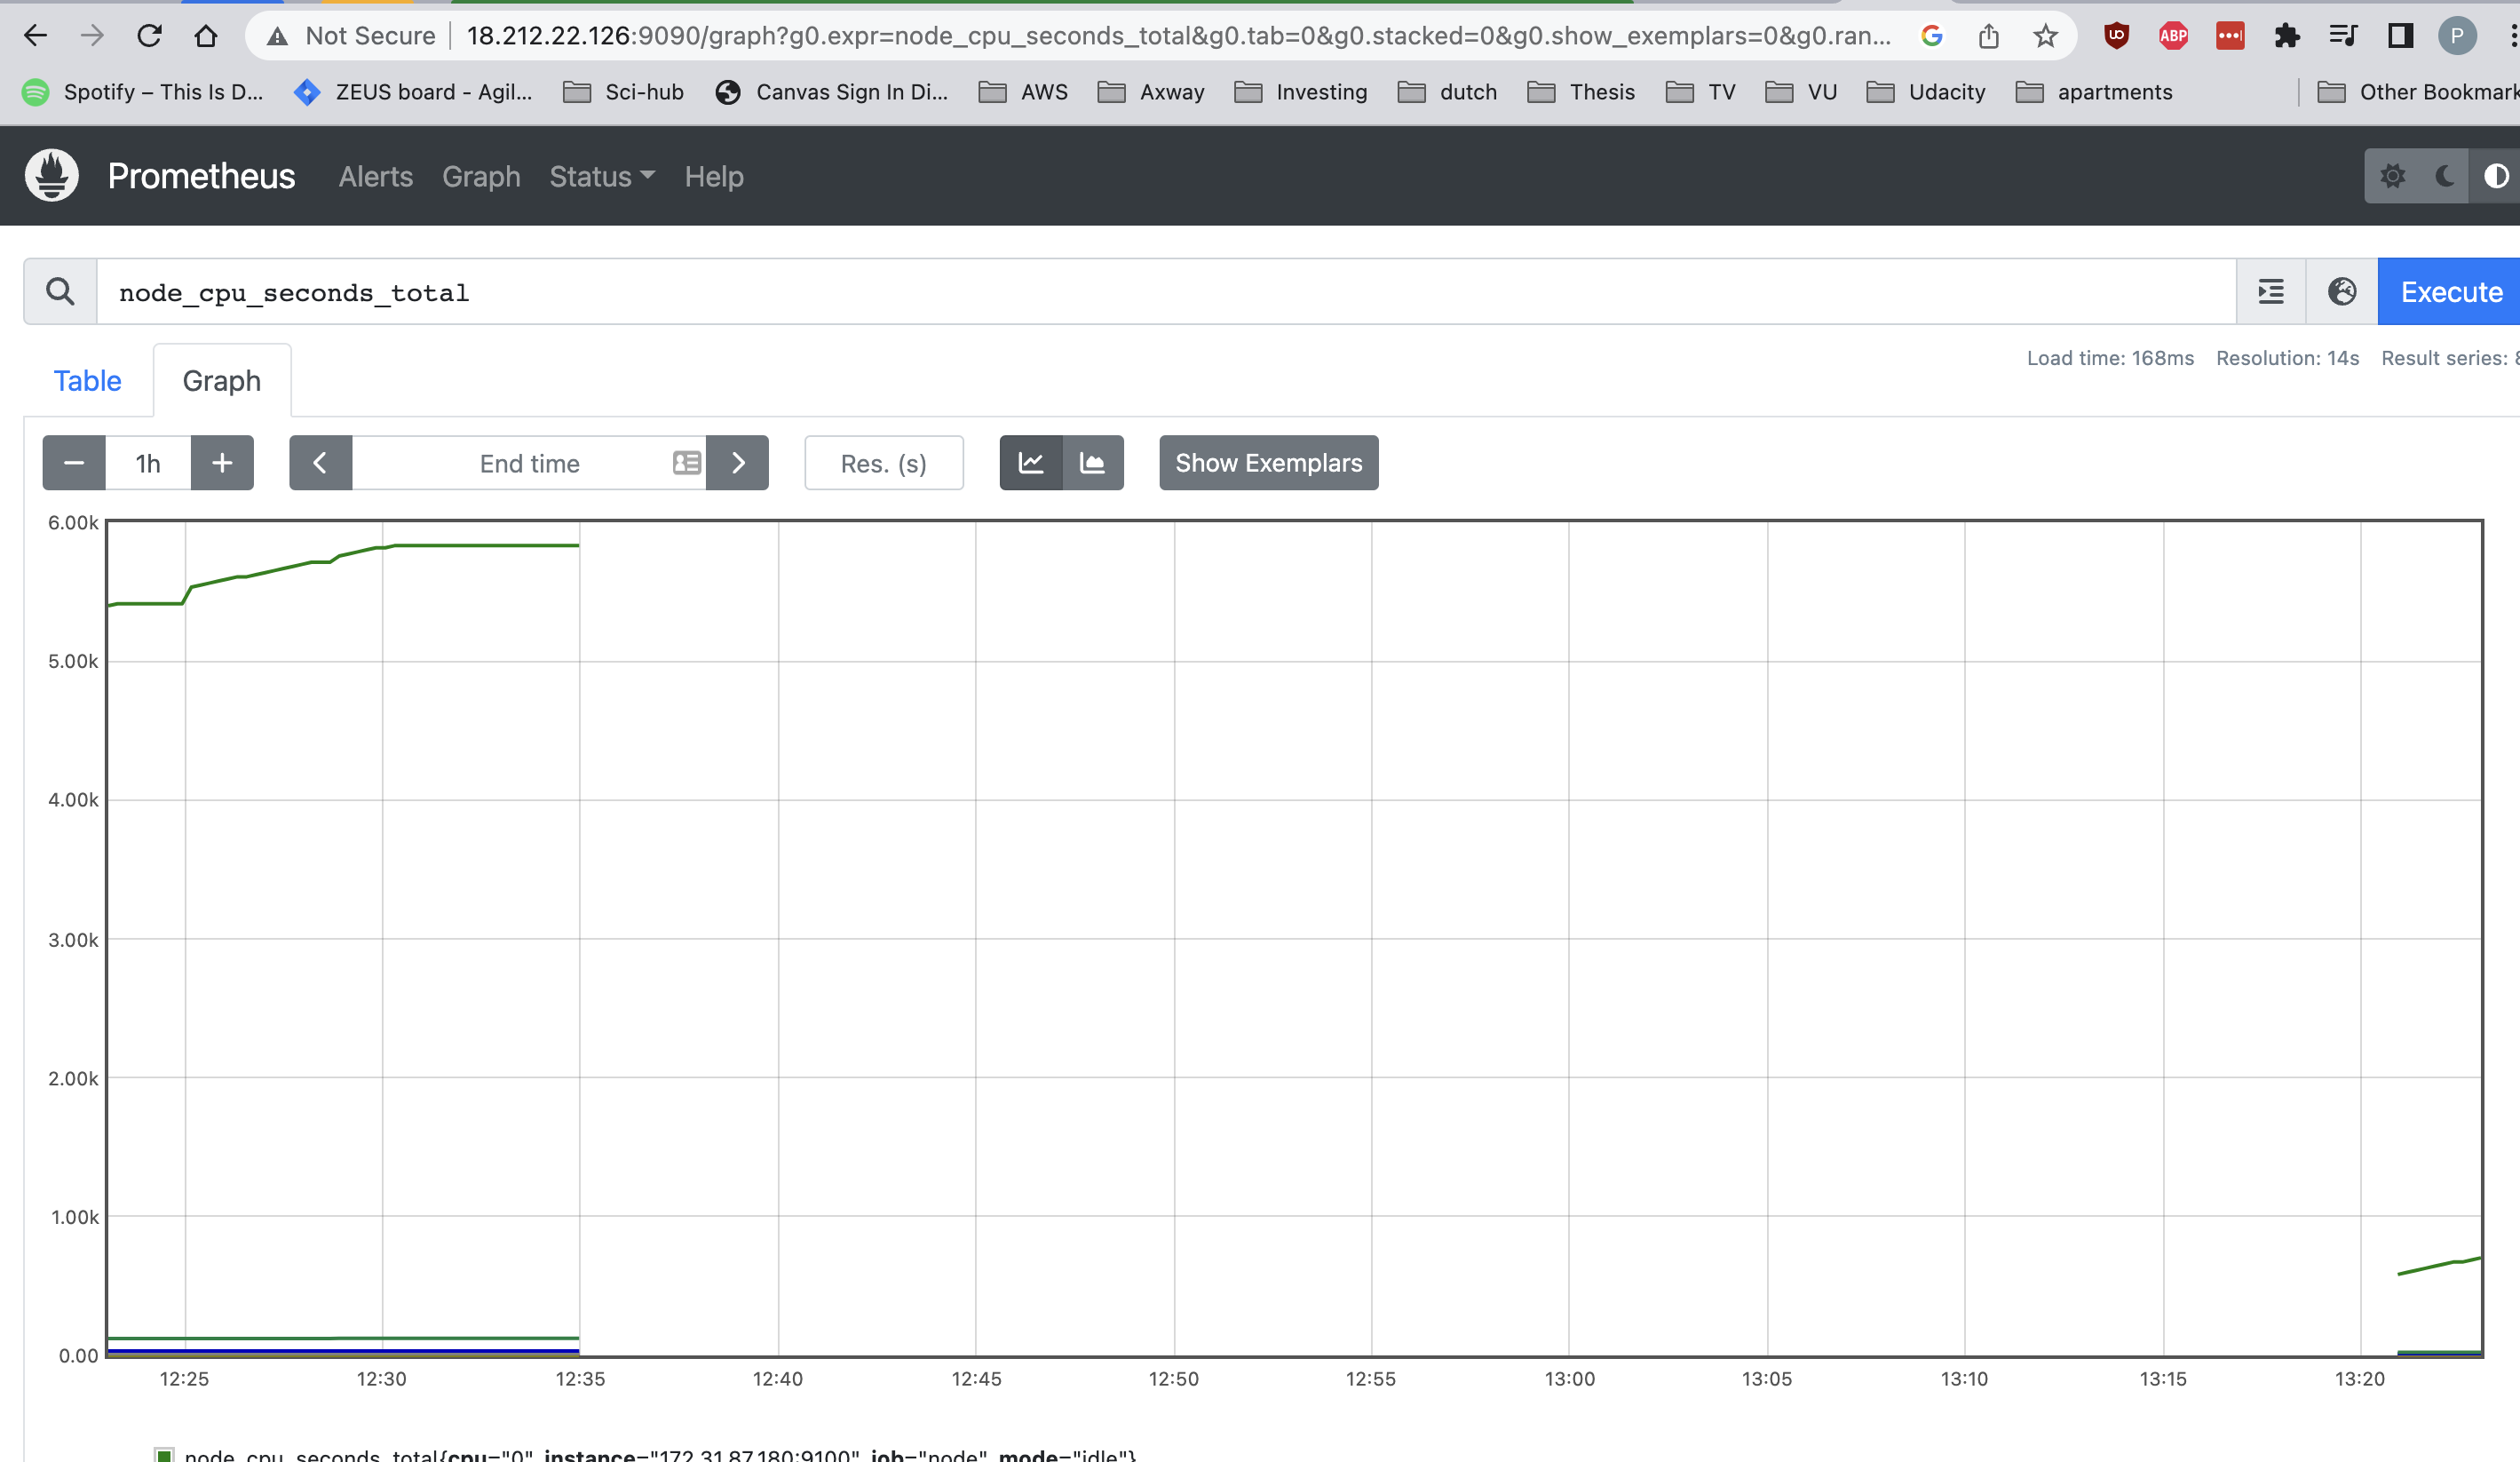 Not Secure 18.212.22.126:9090/graph?g0.expr=node_cpu_seconds_total&g0.tab=0&g0.stacked=0&g0.show_exemplars=0&g0.ran...
UO ABP P
Spotify – This Is D... ZEUS board - Agil... Sci-hub Canvas Sign In Di... AWS Axway Investing dutch Thesis TV VU Udacity apartments Other Bookmark
Prometheus Alerts Graph Status Help
node_cpu_seconds_total Execute
Load time: 168ms Resolution: 14s Result series: 8
Table Graph
− 1h + End time Res. (s) Show Exemplars
6.00k
5.00k
4.00k
3.00k
2.00k
1.00k
0.00
12:25 12:30 12:35 12:40 12:45 12:50 12:55 13:00 13:05 13:10 13:15 13:20
node_cpu_seconds_total{cpu="0", instance="172.31.87.180:9100", job="node", mode="idle"}